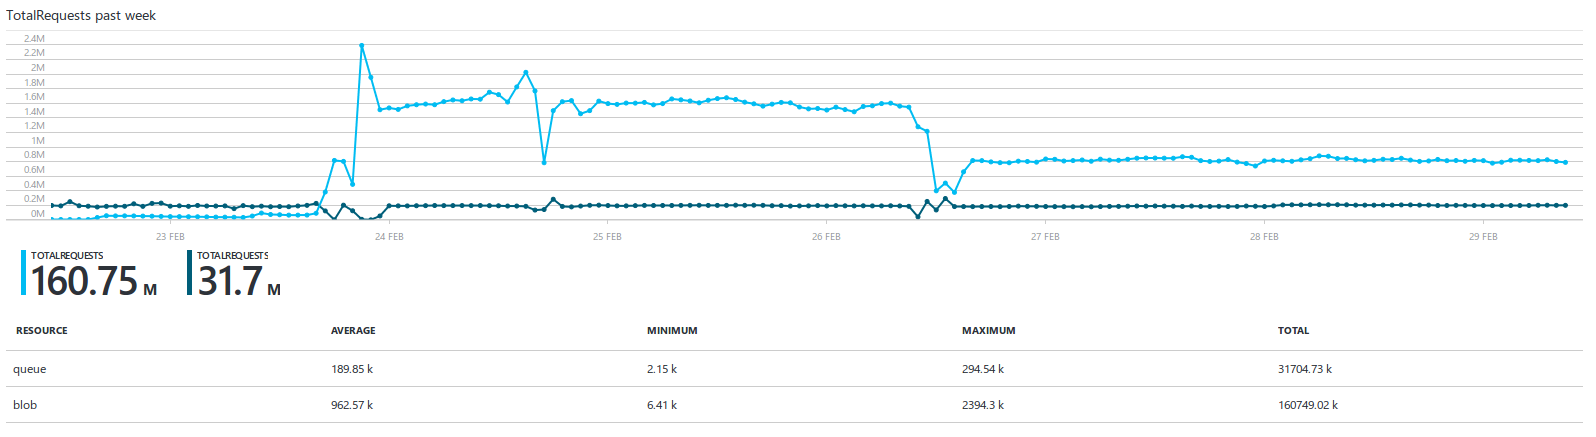 TotalRequests past week
2.4M
2.2M
2M
1.8M
1.6M
1.4M
1.2M
1M
0.8M
0.6M
0.4M
0.2M
0M
23 FEB 24 FEB 25 FEB 26 FEB 27 FEB 28 FEB 29 FEB
TOTALREQUESTS TOTALREQUESTS
160.75 M 31.7 M
RESOURCE AVERAGE MINIMUM MAXIMUM TOTAL
queue 189.85 k 2.15 k 294.54 k 31704.73 k
blob 962.57 k 6.41 k 2394.3 k 160749.02 k